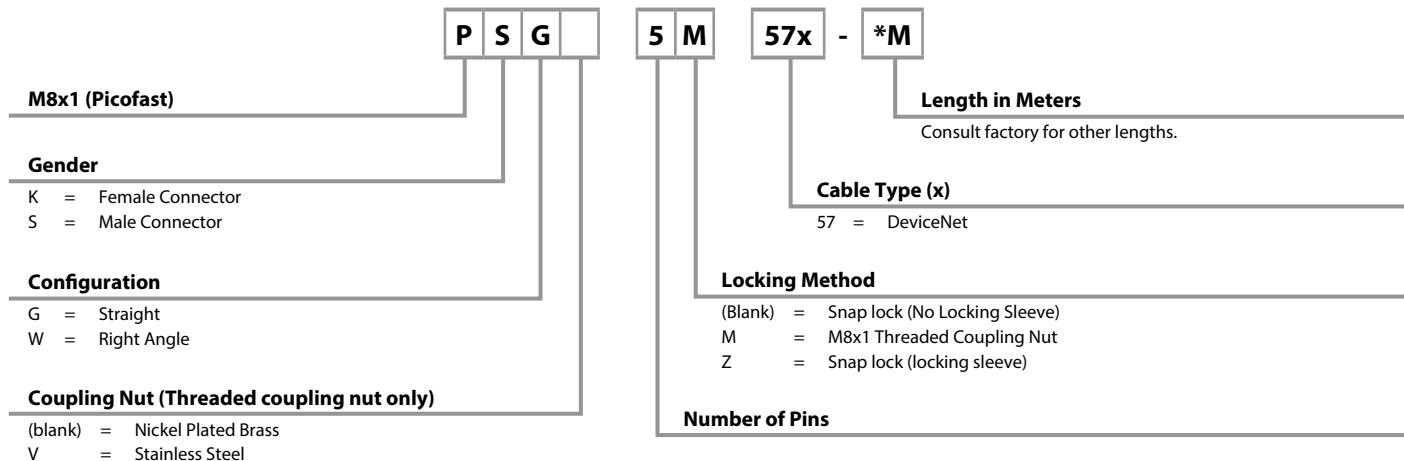 P S G 5 M 57x - *M
M8x1 (Picofast)
Gender
K = Female Connector
S = Male Connector
Configuration
G = Straight
W = Right Angle
Coupling Nut (Threaded coupling nut only)
(blank) = Nickel Plated Brass
V = Stainless Steel
Length in Meters
Consult factory for other lengths.
Cable Type (x)
57 = DeviceNet
Locking Method
(Blank) = Snap lock (No Locking Sleeve)
M = M8x1 Threaded Coupling Nut
Z = Snap lock (locking sleeve)
Number of Pins